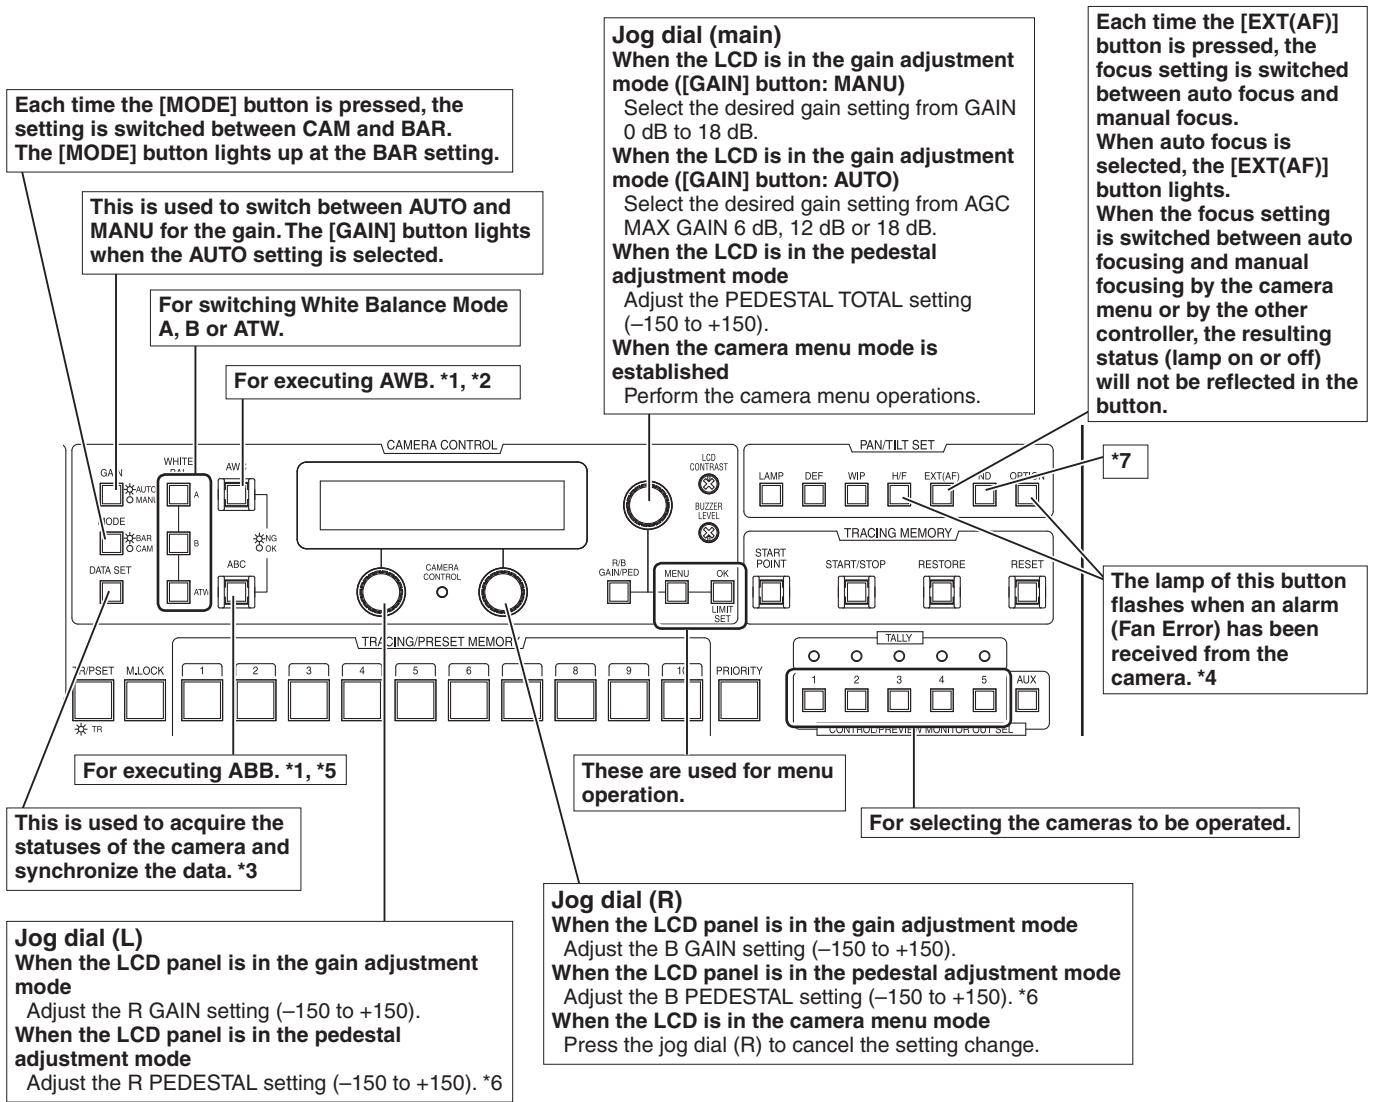 Each time the [MODE] button is pressed, the
setting is switched between CAM and BAR.
The [MODE] button lights up at the BAR setting.
This is used to switch between AUTO and
MANU for the gain. The [GAIN] button lights
when the AUTO setting is selected.
For switching White Balance Mode
A, B or ATW.
For executing AWB. *1, *2
Jog dial (main)
When the LCD is in the gain adjustment
mode ([GAIN] button: MANU)
Select the desired gain setting from GAIN
0 dB to 18 dB.
When the LCD is in the gain adjustment
mode ([GAIN] button: AUTO)
Select the desired gain setting from AGC
MAX GAIN 6 dB, 12 dB or 18 dB.
When the LCD is in the pedestal
adjustment mode
Adjust the PEDESTAL TOTAL setting
(–150 to +150).
When the camera menu mode is
established
Perform the camera menu operations.
Each time the [EXT(AF)]
button is pressed, the
focus setting is switched
between auto focus and
manual focus.
When auto focus is
selected, the [EXT(AF)]
button lights.
When the focus setting
is switched between auto
focusing and manual
focusing by the camera
menu or by the other
controller, the resulting
status (lamp on or off)
will not be reflected in the
button.
*7
The lamp of this button
flashes when an alarm
(Fan Error) has been
received from the
camera. *4
CAMERA CONTROL
GAIN
AUTO
MANU
MODE
BAR
CAM
DATA SET
WHITE
A
B
ATW
AWC
NG
OK
ABC
CAMERA
CONTROL
LCD
CONTRAST
BUZZER
LEVEL
R/B
GAIN/PED
MENU
OK
LIMIT
SET
PAN/TILT SET
LAMP
DEF
WIP
H/F
EXT(AF)
ND
OPTION
TRACING MEMORY
START
POINT
START/STOP
RESTORE
RESET
TRACING/PRESET MEMORY
TR/PSET
M.LOCK
1
2
3
4
5
6
8
9
10
PRIORITY
TR
TALLY
1
2
3
4
5
AUX
CONTROL/PREVIEW MONITOR OUT SEL
For executing ABB. *1, *5
These are used for menu
operation.
For selecting the cameras to be operated.
This is used to acquire the
statuses of the camera and
synchronize the data. *3
Jog dial (L)
When the LCD panel is in the gain adjustment
mode
Adjust the R GAIN setting (–150 to +150).
When the LCD panel is in the pedestal
adjustment mode
Adjust the R PEDESTAL setting (–150 to +150). *6
Jog dial (R)
When the LCD panel is in the gain adjustment mode
Adjust the B GAIN setting (–150 to +150).
When the LCD panel is in the pedestal adjustment mode
Adjust the B PEDESTAL setting (–150 to +150). *6
When the LCD is in the camera menu mode
Press the jog dial (R) to cancel the setting change.